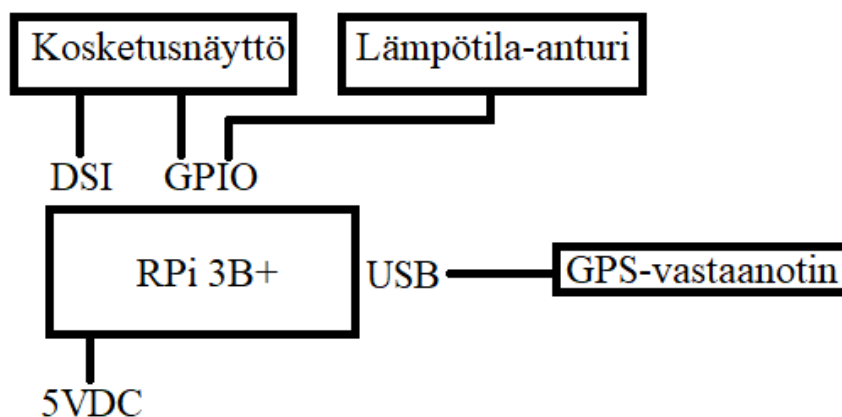 Kosketusnäyttö
Lämpötila-anturi
DSI
GPIO
RPi 3B+
USB
GPS-vastaanotin
5VDC